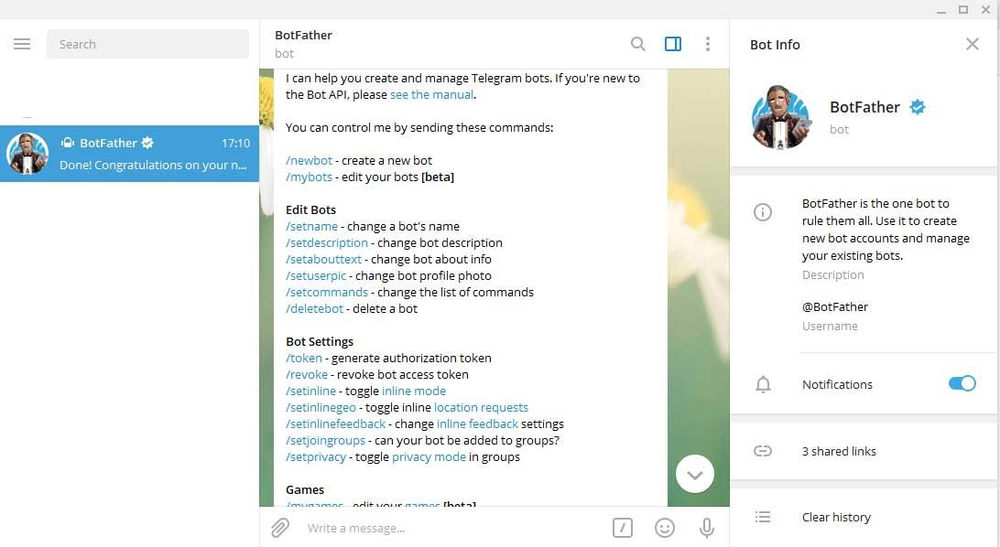 Search
BotFather
17:10
Done! Congratulations on your n...
BotFather
bot
I can help you create and manage Telegram bots. If you're new to
the Bot API, please see the manual.
You can control me by sending these commands:
/newbot - create a new bot
/mybots - edit your bots [beta]
Edit Bots
/setname - change a bot's name
/setdescription - change bot description
/setabouttext - change bot about info
/setuserpic - change bot profile photo
/setcommands - change the list of commands
/deletebot - delete a bot
Bot Settings
/token - generate authorization token
/revoke - revoke bot access token
/setinline - toggle inline mode
/setinlinegeo - toggle inline location requests
/setinlinefeedback - change inline feedback settings
/setjoingroups - can your bot be added to groups?
/setprivacy - toggle privacy mode in groups
Games
/mygames - edit your games [beta]
Write a message...
Bot Info
BotFather
bot
BotFather is the one bot to
rule them all. Use it to create
new bot accounts and manage
your existing bots.
Description
@BotFather
Username
Notifications
3 shared links
Clear history